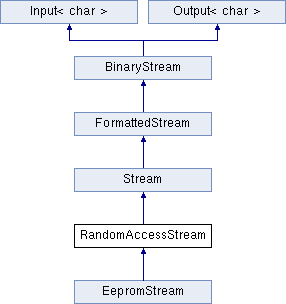 Input< char >
Output< char >
BinaryStream
FormattedStream
Stream
RandomAccessStream
EepromStream